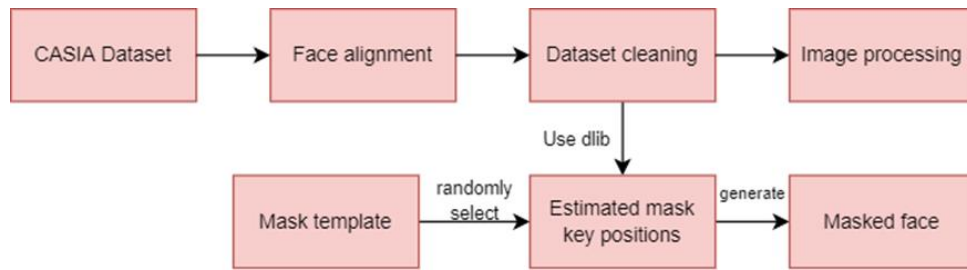 CASIA Dataset
Face alignment
Dataset cleaning
Image processing
Use dlib
Mask template
randomly
select
Estimated mask
key positions
generate
Masked face